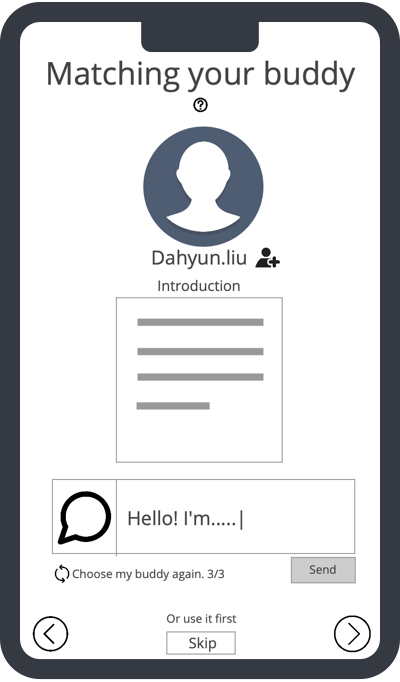 Matching your buddy
?
Dahyun.liu
Introduction
Hello! I'm.....|
Choose my buddy again. 3/3
Send
Or use it first
Skip